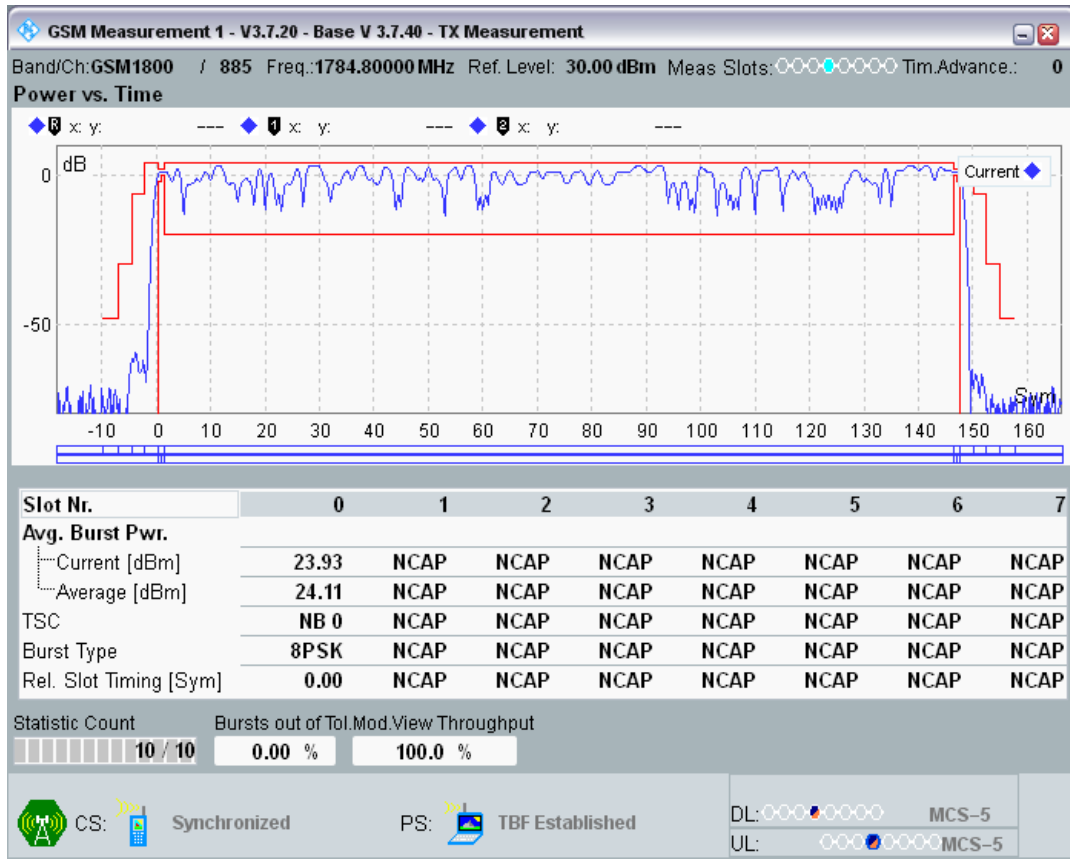 GSM Measurement 1 - V3.7.20 - Base V 3.7.40 - TX Measurement
Band/Ch:GSM1800 / 885 Freq.:1784.80000 MHz Ref. Level: 30.00 dBm Meas Slots: Tim.Advance.: 0
Power vs. Time
R x: y: --- 1 x: y: --- 2 x: y: ---
dB
0
Current
-50
Sym
-10 0 10 20 30 40 50 60 70 80 90 100 110 120 130 140 150 160
Slot Nr. 0 1 2 3 4 5 6 7
Avg. Burst Pwr.
Current [dBm] 23.93 NCAP NCAP NCAP NCAP NCAP NCAP NCAP
Average [dBm] 24.11 NCAP NCAP NCAP NCAP NCAP NCAP NCAP
TSC NB 0 NCAP NCAP NCAP NCAP NCAP NCAP NCAP
Burst Type 8PSK NCAP NCAP NCAP NCAP NCAP NCAP NCAP
Rel. Slot Timing [Sym] 0.00 NCAP NCAP NCAP NCAP NCAP NCAP NCAP
Statistic Count Bursts out of Tol.Mod.View Throughput
10 / 10 0.00 % 100.0 %
CS: Synchronized PS: TBF Established DL: MCS-5
UL: MCS-5